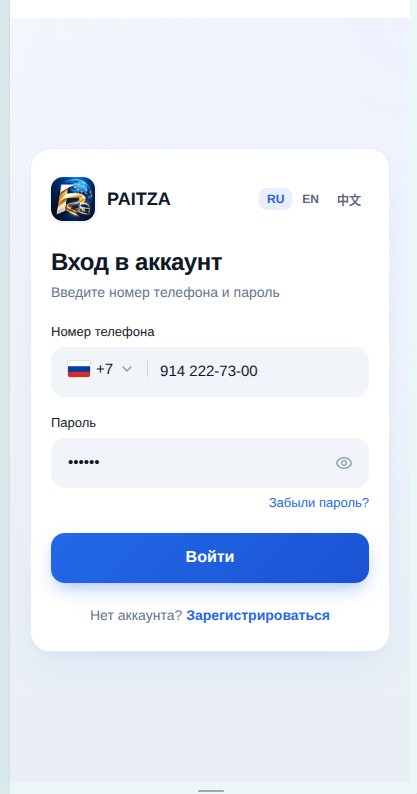 PAITZA
RU EN 中文
Вход в аккаунт
Введите номер телефона и пароль
Номер телефона
+7 914 222-73-00
Пароль
••••••
Забыли пароль?
Войти
Нет аккаунта? Зарегистрироваться